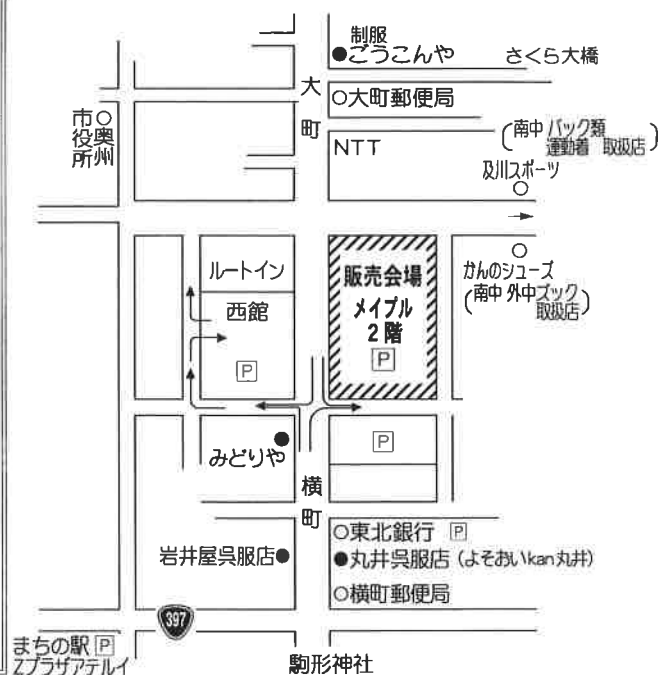 制服
●ごうこんや
さくら大橋
大町
○大町郵便局
奥州市役所
NTT
(南中 バック類
運動着 取扱店)
及川スポーツ
ルートイン
西館
P
販売会場
メイプル
2階
P
かんのシューズ
(南中 外中ズック
取扱店)
P
みどりや
横町
○東北銀行 P
岩井屋呉服店●
●丸井呉服店 (よそおいkan丸井)
○横町郵便局
397
まちの駅 P
Zプラザアテルイ
駒形神社